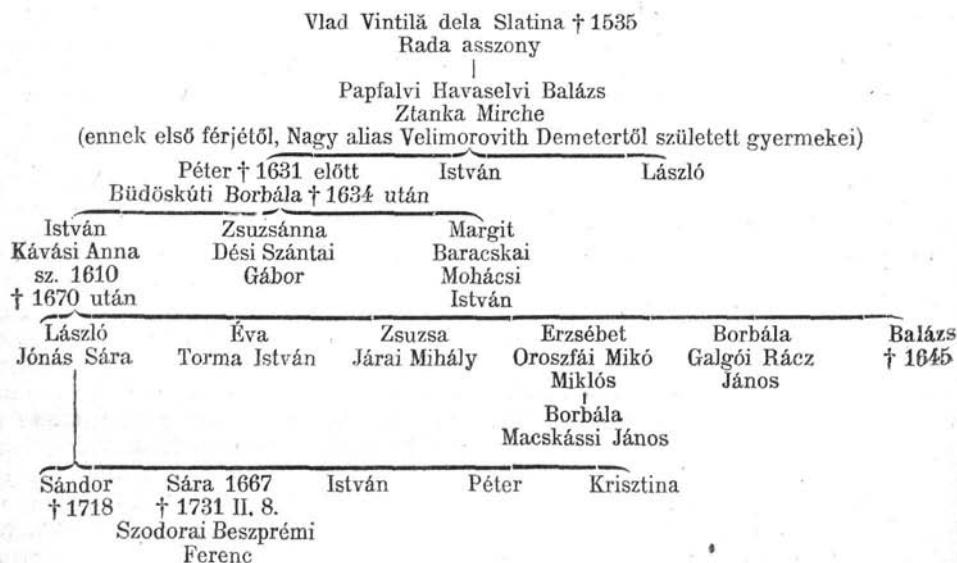 Vlad Vintilă dela Slatina † 1535
Rada asszony
Papfalvi Havaselvi Balázs
Ztanka Mirche
(ennek első férjétől, Nagy alias Velimorovith Demetertől született gyermekei)
Péter † 1631 előtt István László
Büdöskúti Borbála † 1634 után
István Zsuzsánna Margit
Kávási Anna Dési Szántai Baracskai
sz. 1610 Gábor Mohácsi
† 1670 után István
László Éva Zsuzsa Erzsébet Borbála Balázs
Jónás Sára Torma István Járai Mihály Oroszfái Mikó Galgói Rácz † 1645
Miklós János
Borbála
Macskássi János
Sándor Sára 1667 István Péter Krisztina
† 1718 † 1731 II. 8.
Szodorai Beszprémi
Ferenc